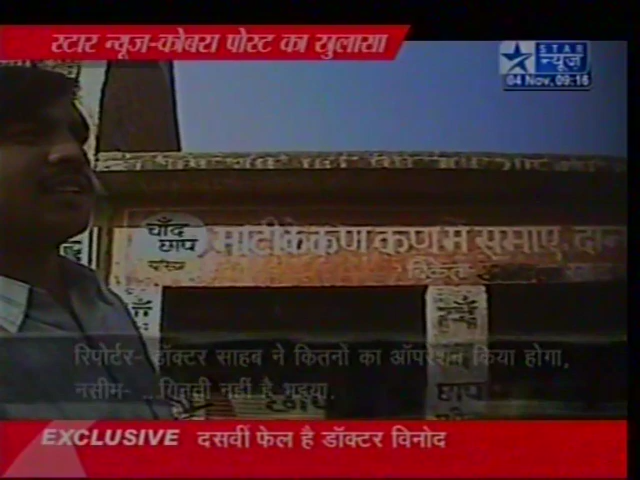 स्टार न्यूज-कोबरा पोस्ट का खुलासा
STAR
न्यूज़
04 Nov, 09:16
चाँद
छाप
माटी के कण कण में समाए, दान
रिपोर्टर- डॉक्टर साहब ने कितनों का ऑपरेशन किया होगा,
नसीम- ...गिनती नहीं है भइया.
छाप
EXCLUSIVE दसवीं फेल है डॉक्टर विनोद